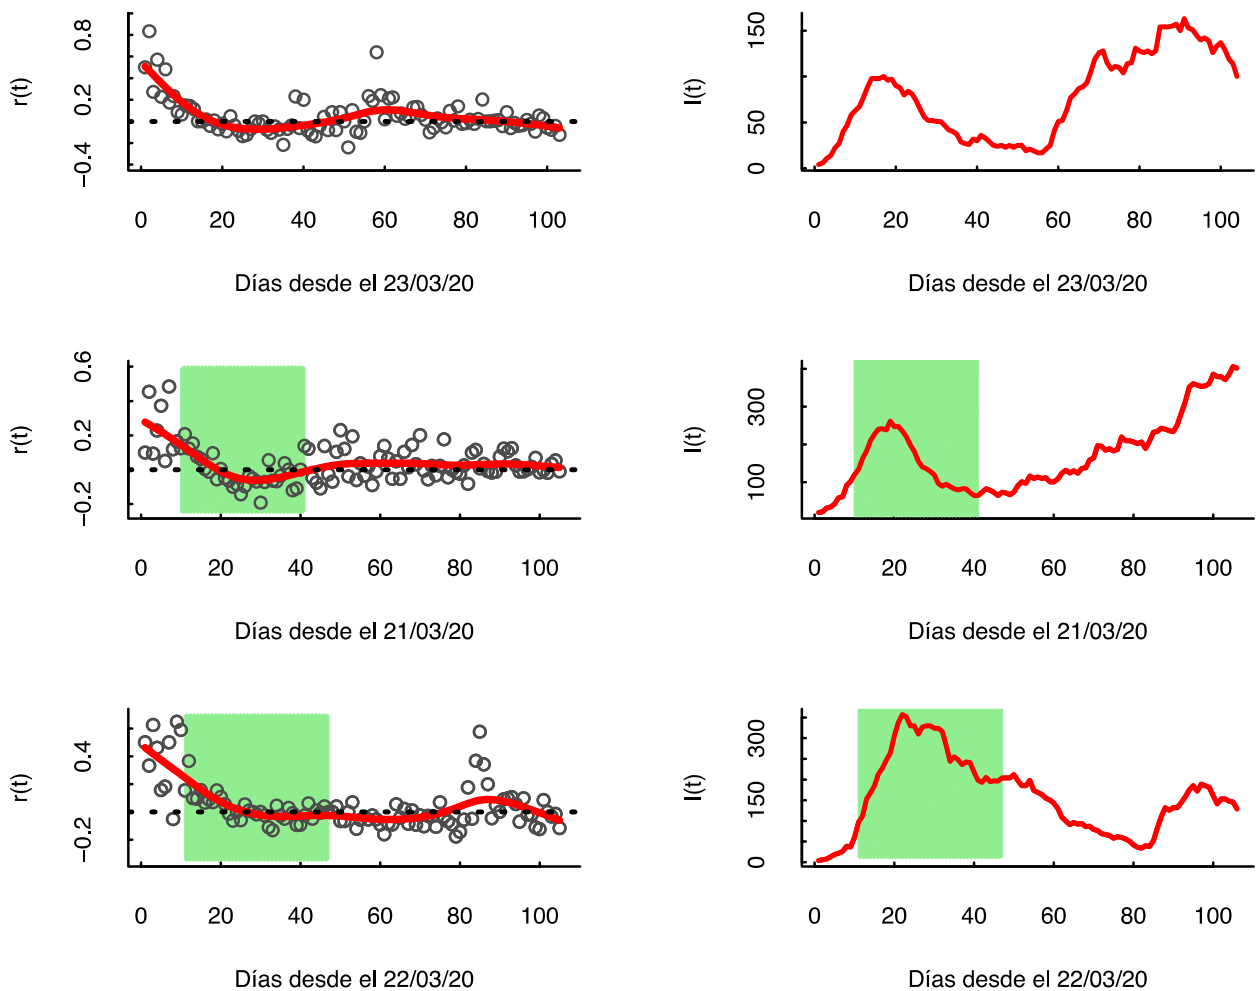 r(t)
0.8
0.2
−0.4
0 20 40 60 80 100
Días desde el 23/03/20
I(t)
150
50
0
0 20 40 60 80 100
Días desde el 23/03/20
r(t)
0.6
0.2
−0.2
0 20 40 60 80 100
Días desde el 21/03/20
I(t)
300
100
0 20 40 60 80 100
Días desde el 21/03/20
r(t)
0.4
−0.2
0 20 40 60 80 100
Días desde el 22/03/20
I(t)
300
150
0
0 20 40 60 80 100
Días desde el 22/03/20